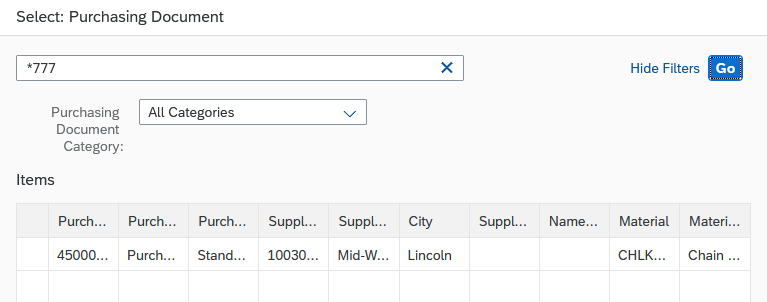 Select: Purchasing Document
*777
Hide Filters Go
Purchasing Document Category:
All Categories
Items
Purch... Purch... Purch... Suppl... Suppl... City Suppl... Name... Material Materi...
45000... Purch... Stand... 10030... Mid-W... Lincoln CHLK... Chain ...